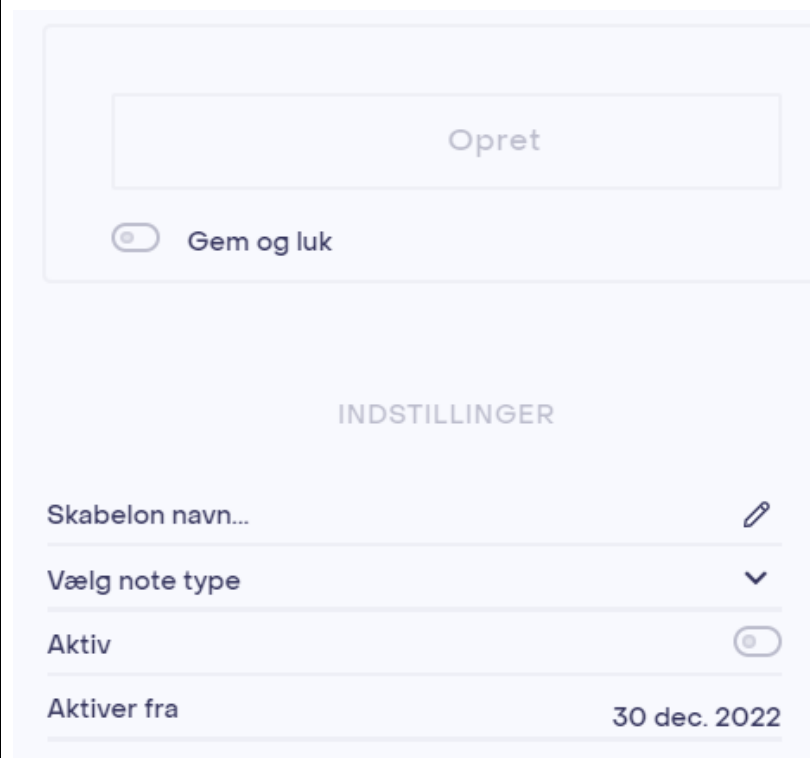 Opret
Gem og luk
INDSTILLINGER
Skabelon navn...
Vælg note type
Aktiv
Aktiver fra 30 dec. 2022